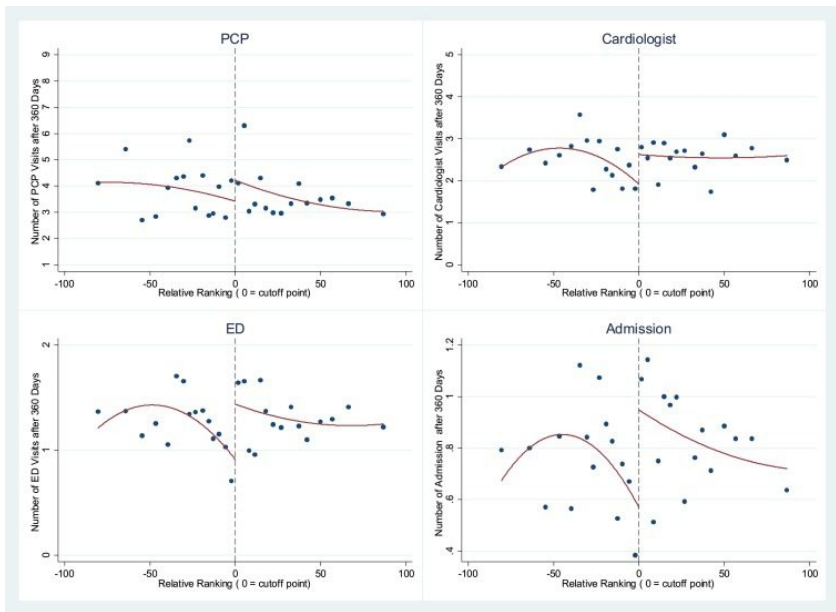 PCP
Number of PCP Visits after 360 Days
9
8
7
6
5
4
3
2
1
-100 -50 0 50 100
Relative Ranking ( 0 = cutoff point)
Cardiologist
Number of Cardiologist Visits after 360 Days
5
4
3
2
1
0
-100 -50 0 50 100
Relative Ranking ( 0 = cutoff point)
ED
Number of ED Visits after 360 Days
2
1
0
-100 -50 0 50 100
Relative Ranking ( 0 = cutoff point)
Admission
Number of Admission after 360 Days
1.2
1
.8
.6
.4
-100 -50 0 50 100
Relative Ranking ( 0 = cutoff point)